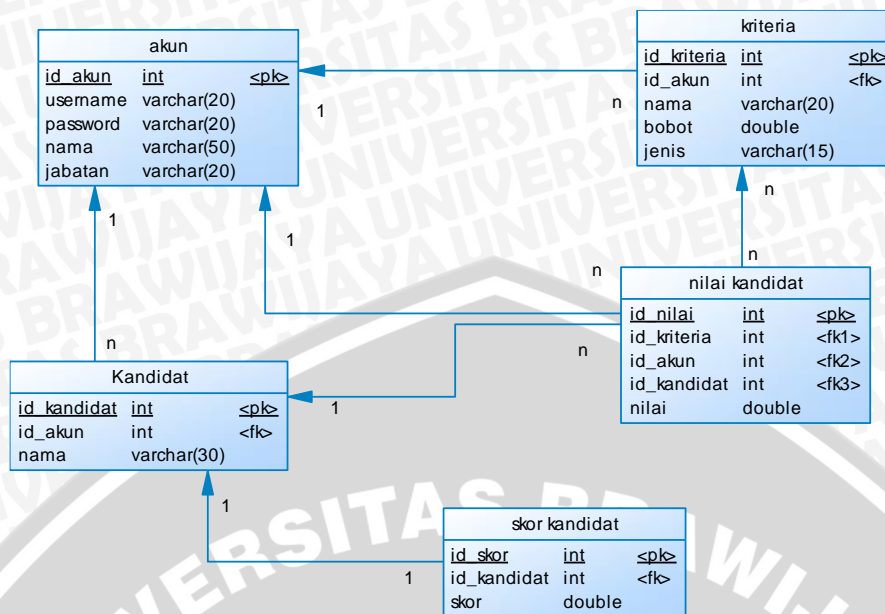 akun
id_akun int <pk>
username varchar(20)
password varchar(20)
nama varchar(50)
jabatan varchar(20)
kriteria
id_kriteria int <pk>
id_akun int <fk>
nama varchar(20)
bobot double
jenis varchar(15)
1
n
1
1
n
n
n
n
nilai kandidat
id_nilai int <pk>
id_kriteria int <fk1>
id_akun int <fk2>
id_kandidat int <fk3>
nilai double
n
n
1
Kandidat
id_kandidat int <pk>
id_akun int <fk>
nama varchar(30)
1
1
skor kandidat
id_skor int <pk>
id_kandidat int <fk>
skor double
UNIVERSITAS BRAWIJAYA